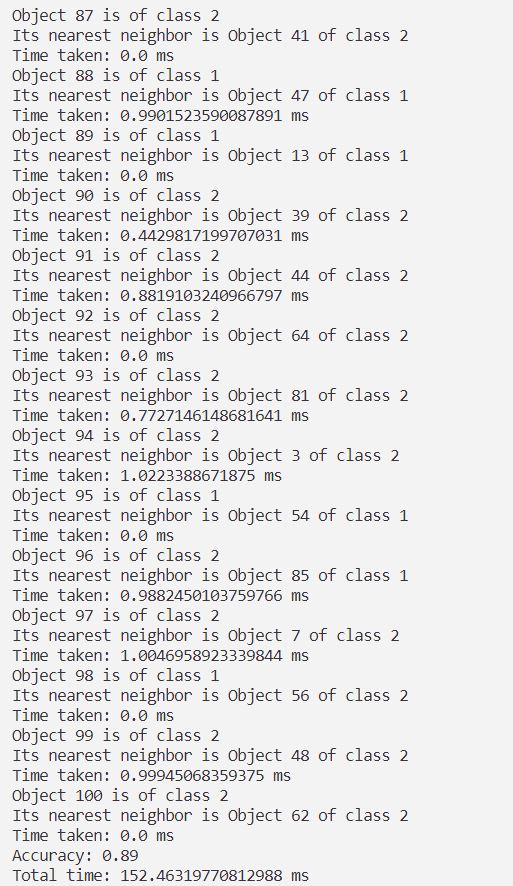 Object 87 is of class 2
Its nearest neighbor is Object 41 of class 2
Time taken: 0.0 ms
Object 88 is of class 1
Its nearest neighbor is Object 47 of class 1
Time taken: 0.9901523590087891 ms
Object 89 is of class 1
Its nearest neighbor is Object 13 of class 1
Time taken: 0.0 ms
Object 90 is of class 2
Its nearest neighbor is Object 39 of class 2
Time taken: 0.4429817199707031 ms
Object 91 is of class 2
Its nearest neighbor is Object 44 of class 2
Time taken: 0.8819103240966797 ms
Object 92 is of class 2
Its nearest neighbor is Object 64 of class 2
Time taken: 0.0 ms
Object 93 is of class 2
Its nearest neighbor is Object 81 of class 2
Time taken: 0.7727146148681641 ms
Object 94 is of class 2
Its nearest neighbor is Object 3 of class 2
Time taken: 1.0223388671875 ms
Object 95 is of class 1
Its nearest neighbor is Object 54 of class 1
Time taken: 0.0 ms
Object 96 is of class 2
Its nearest neighbor is Object 85 of class 1
Time taken: 0.9882450103759766 ms
Object 97 is of class 2
Its nearest neighbor is Object 7 of class 2
Time taken: 1.0046958923339844 ms
Object 98 is of class 1
Its nearest neighbor is Object 56 of class 2
Time taken: 0.0 ms
Object 99 is of class 2
Its nearest neighbor is Object 48 of class 2
Time taken: 0.99945068359375 ms
Object 100 is of class 2
Its nearest neighbor is Object 62 of class 2
Time taken: 0.0 ms
Accuracy: 0.89
Total time: 152.46319770812988 ms